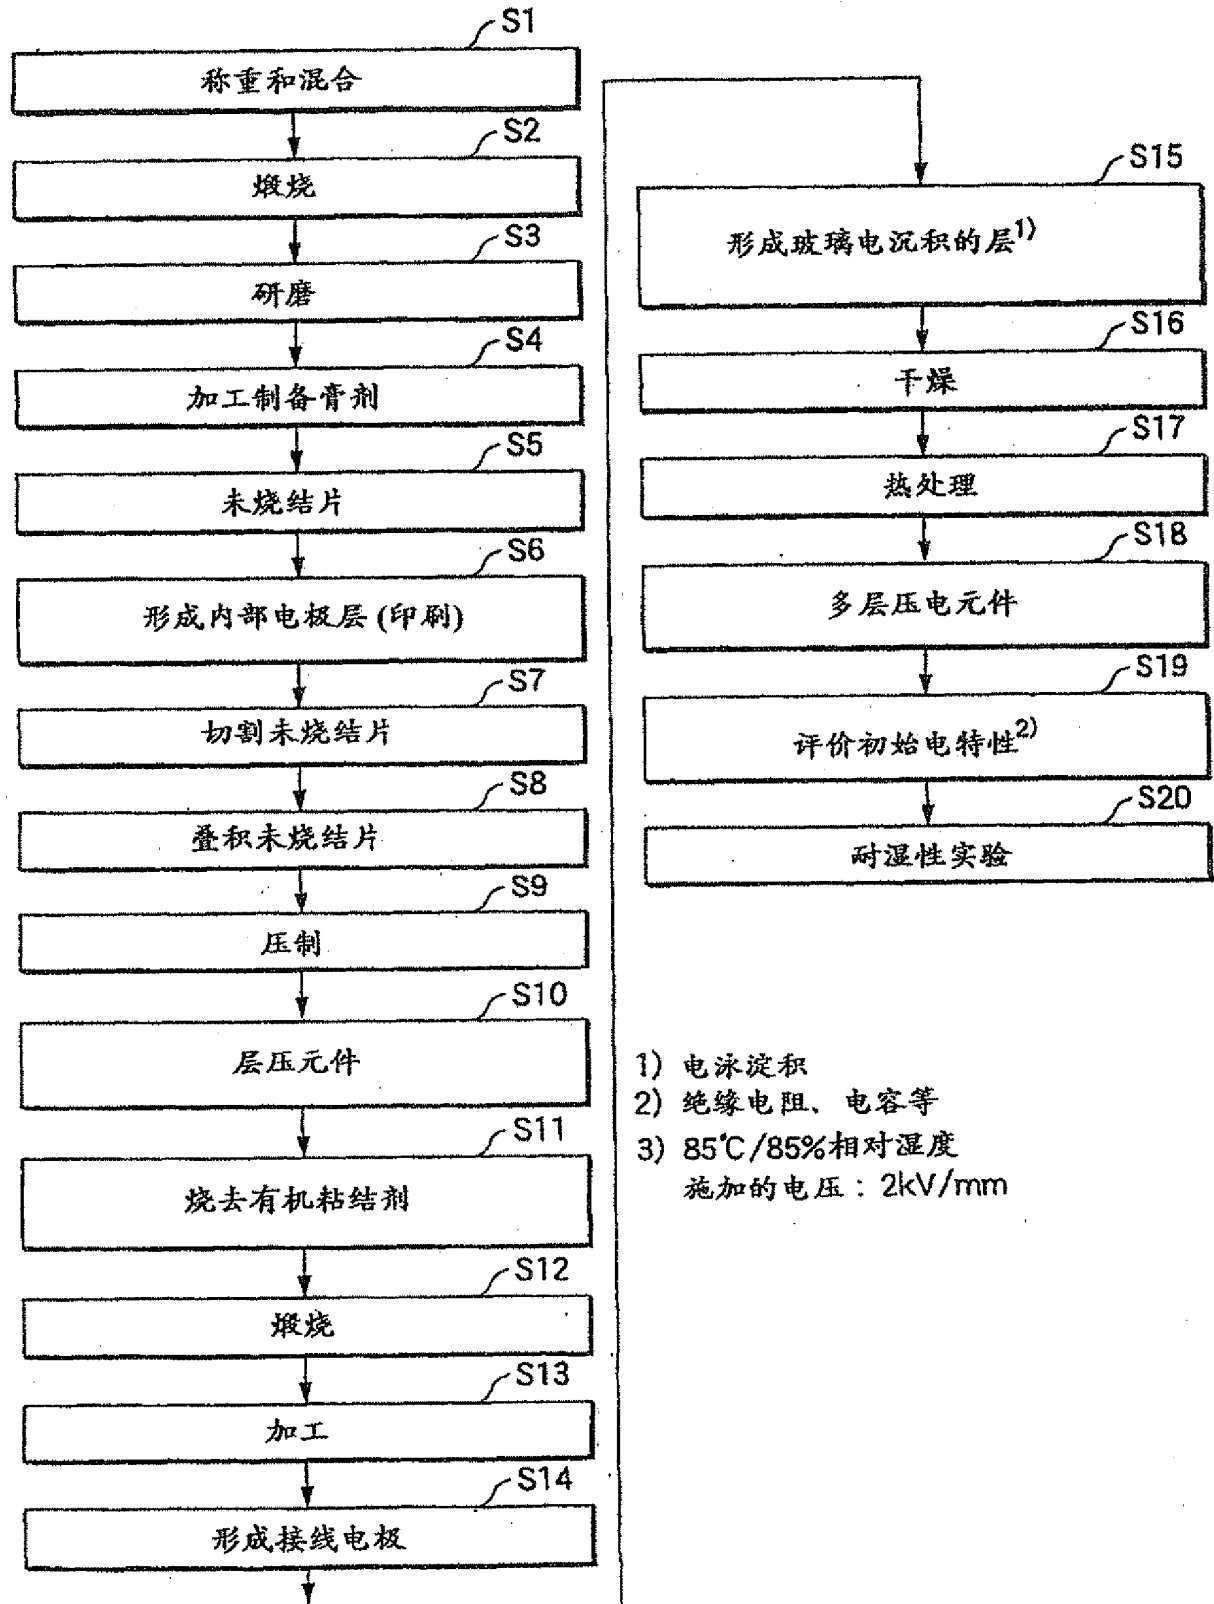 S1
称重和混合
S2
煅烧
S3
研磨
S4
加工制备膏剂
S5
未烧结片
S6
形成内部电极层(印刷)
S7
切割未烧结片
S8
叠积未烧结片
S9
压制
S10
层压元件
S11
烧去有机粘结剂
S12
煅烧
S13
加工
S14
形成接线电极
S15
形成玻璃电沉积的层1)
S16
干燥
S17
热处理
S18
多层压电元件
S19
评价初始电特性2)
S20
耐湿性实验
1) 电泳淀积
2) 绝缘电阻、电容等
3) 85℃/85%相对湿度
施加的电压：2kV/mm